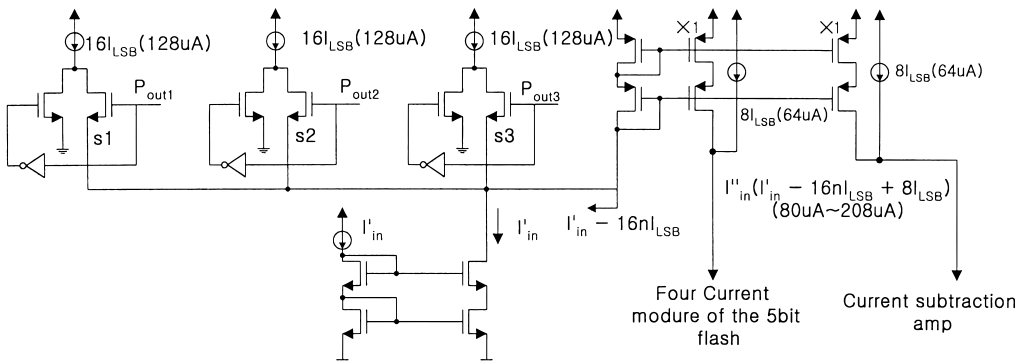 16I_LSB(128uA)
16I_LSB(128uA)
16I_LSB(128uA)
×1
×1
8I_LSB(64uA)
P_out1
P_out2
P_out3
8I_LSB(64uA)
s1
s2
s3
I''_in(I'_in - 16nI_LSB + 8I_LSB)
(80uA~208uA)
I'_in
I'_in
I'_in - 16nI_LSB
Four Current
modure of the 5bit
flash
Current subtraction
amp